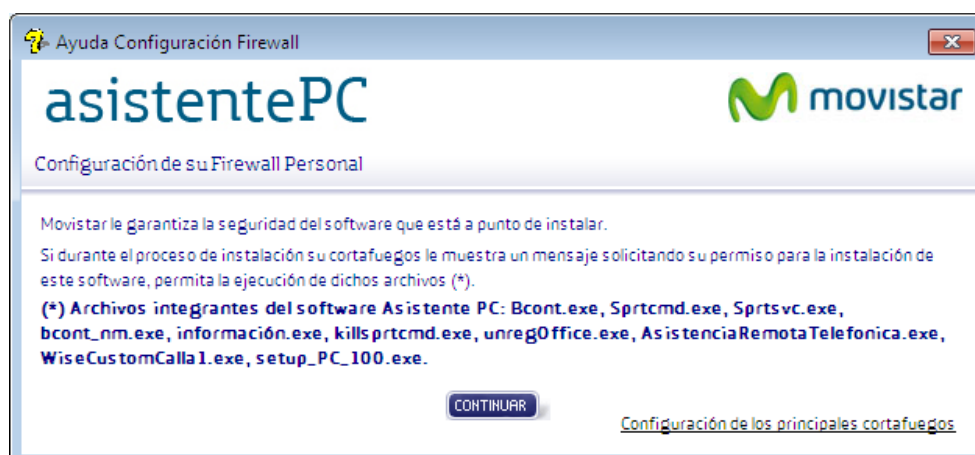 Ayuda Configuración Firewall
asistentePC
movistar
Configuración de su Firewall Personal
Movistar le garantiza la seguridad del software que está a punto de instalar.
Si durante el proceso de instalación su cortafuegos le muestra un mensaje solicitando su permiso para la instalación de
este software, permita la ejecución de dichos archivos (*).
(*) Archivos integrantes del software Asistente PC: Bcont.exe, Sprtcmd.exe, Sprtsvc.exe,
bcont_nm.exe, información.exe, killsprtcmd.exe, unregOffice.exe, AsistenciaRemotaTelefonica.exe,
WiseCustomCalla1.exe, setup_PC_100.exe.
CONTINUAR
Configuración de los principales cortafuegos